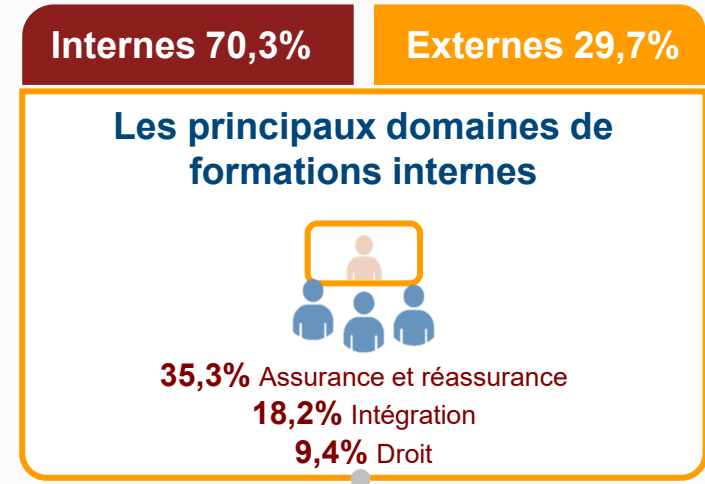 Internes 70,3%
Externes 29,7%
Les principaux domaines de
formations internes
35,3% Assurance et réassurance
18,2% Intégration
9,4% Droit